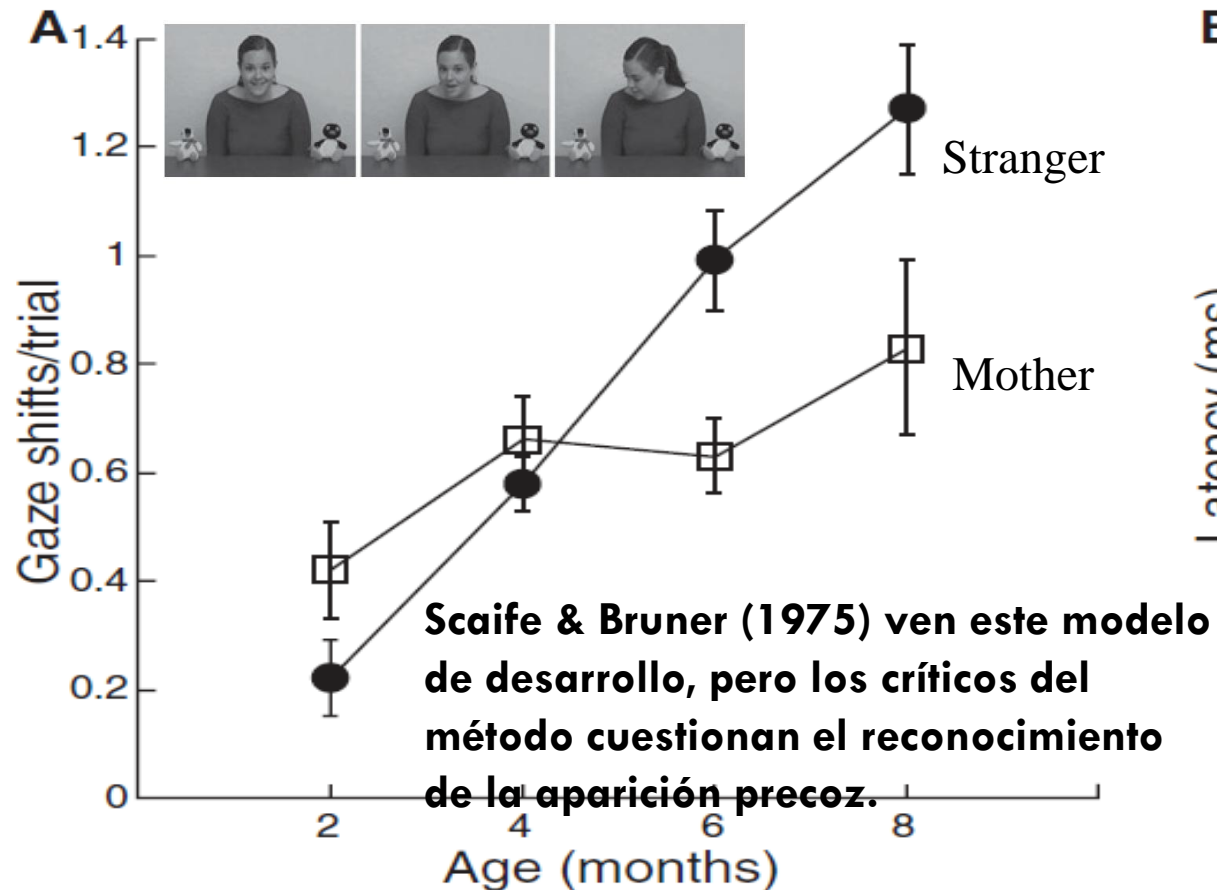 A
1.4
1.2
1
0.8
0.6
0.4
0.2
0
Gaze shifts/trial
Stranger
Mother
Scaife & Bruner (1975) ven este modelo
de desarrollo, pero los críticos del
método cuestionan el reconocimiento
de la aparición precoz.
2
4
6
8
Age (months)
Latency (ms)